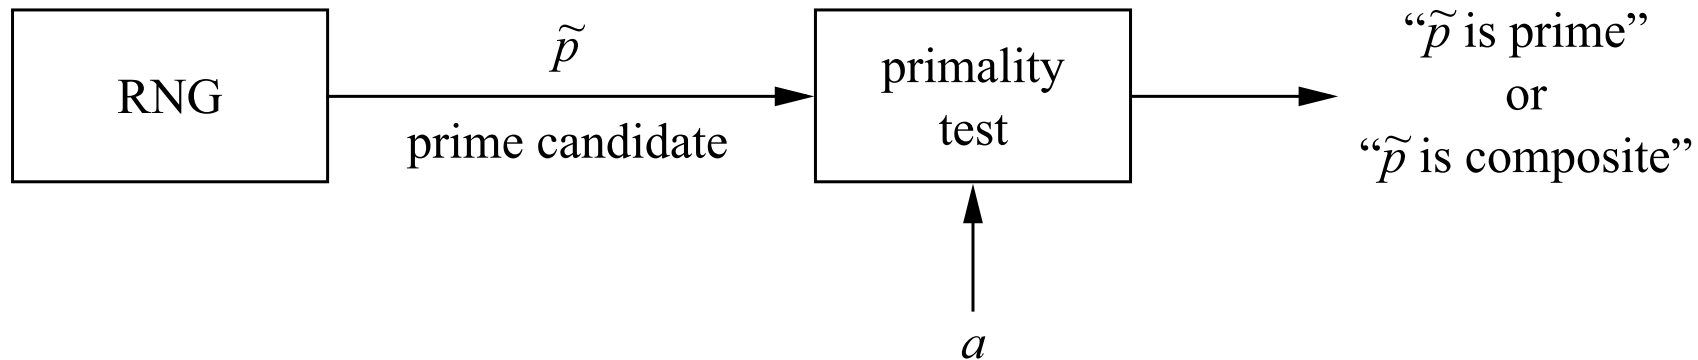 RNG
p̃
prime candidate
primality
test
a
“p̃ is prime”
or
“p̃ is composite”